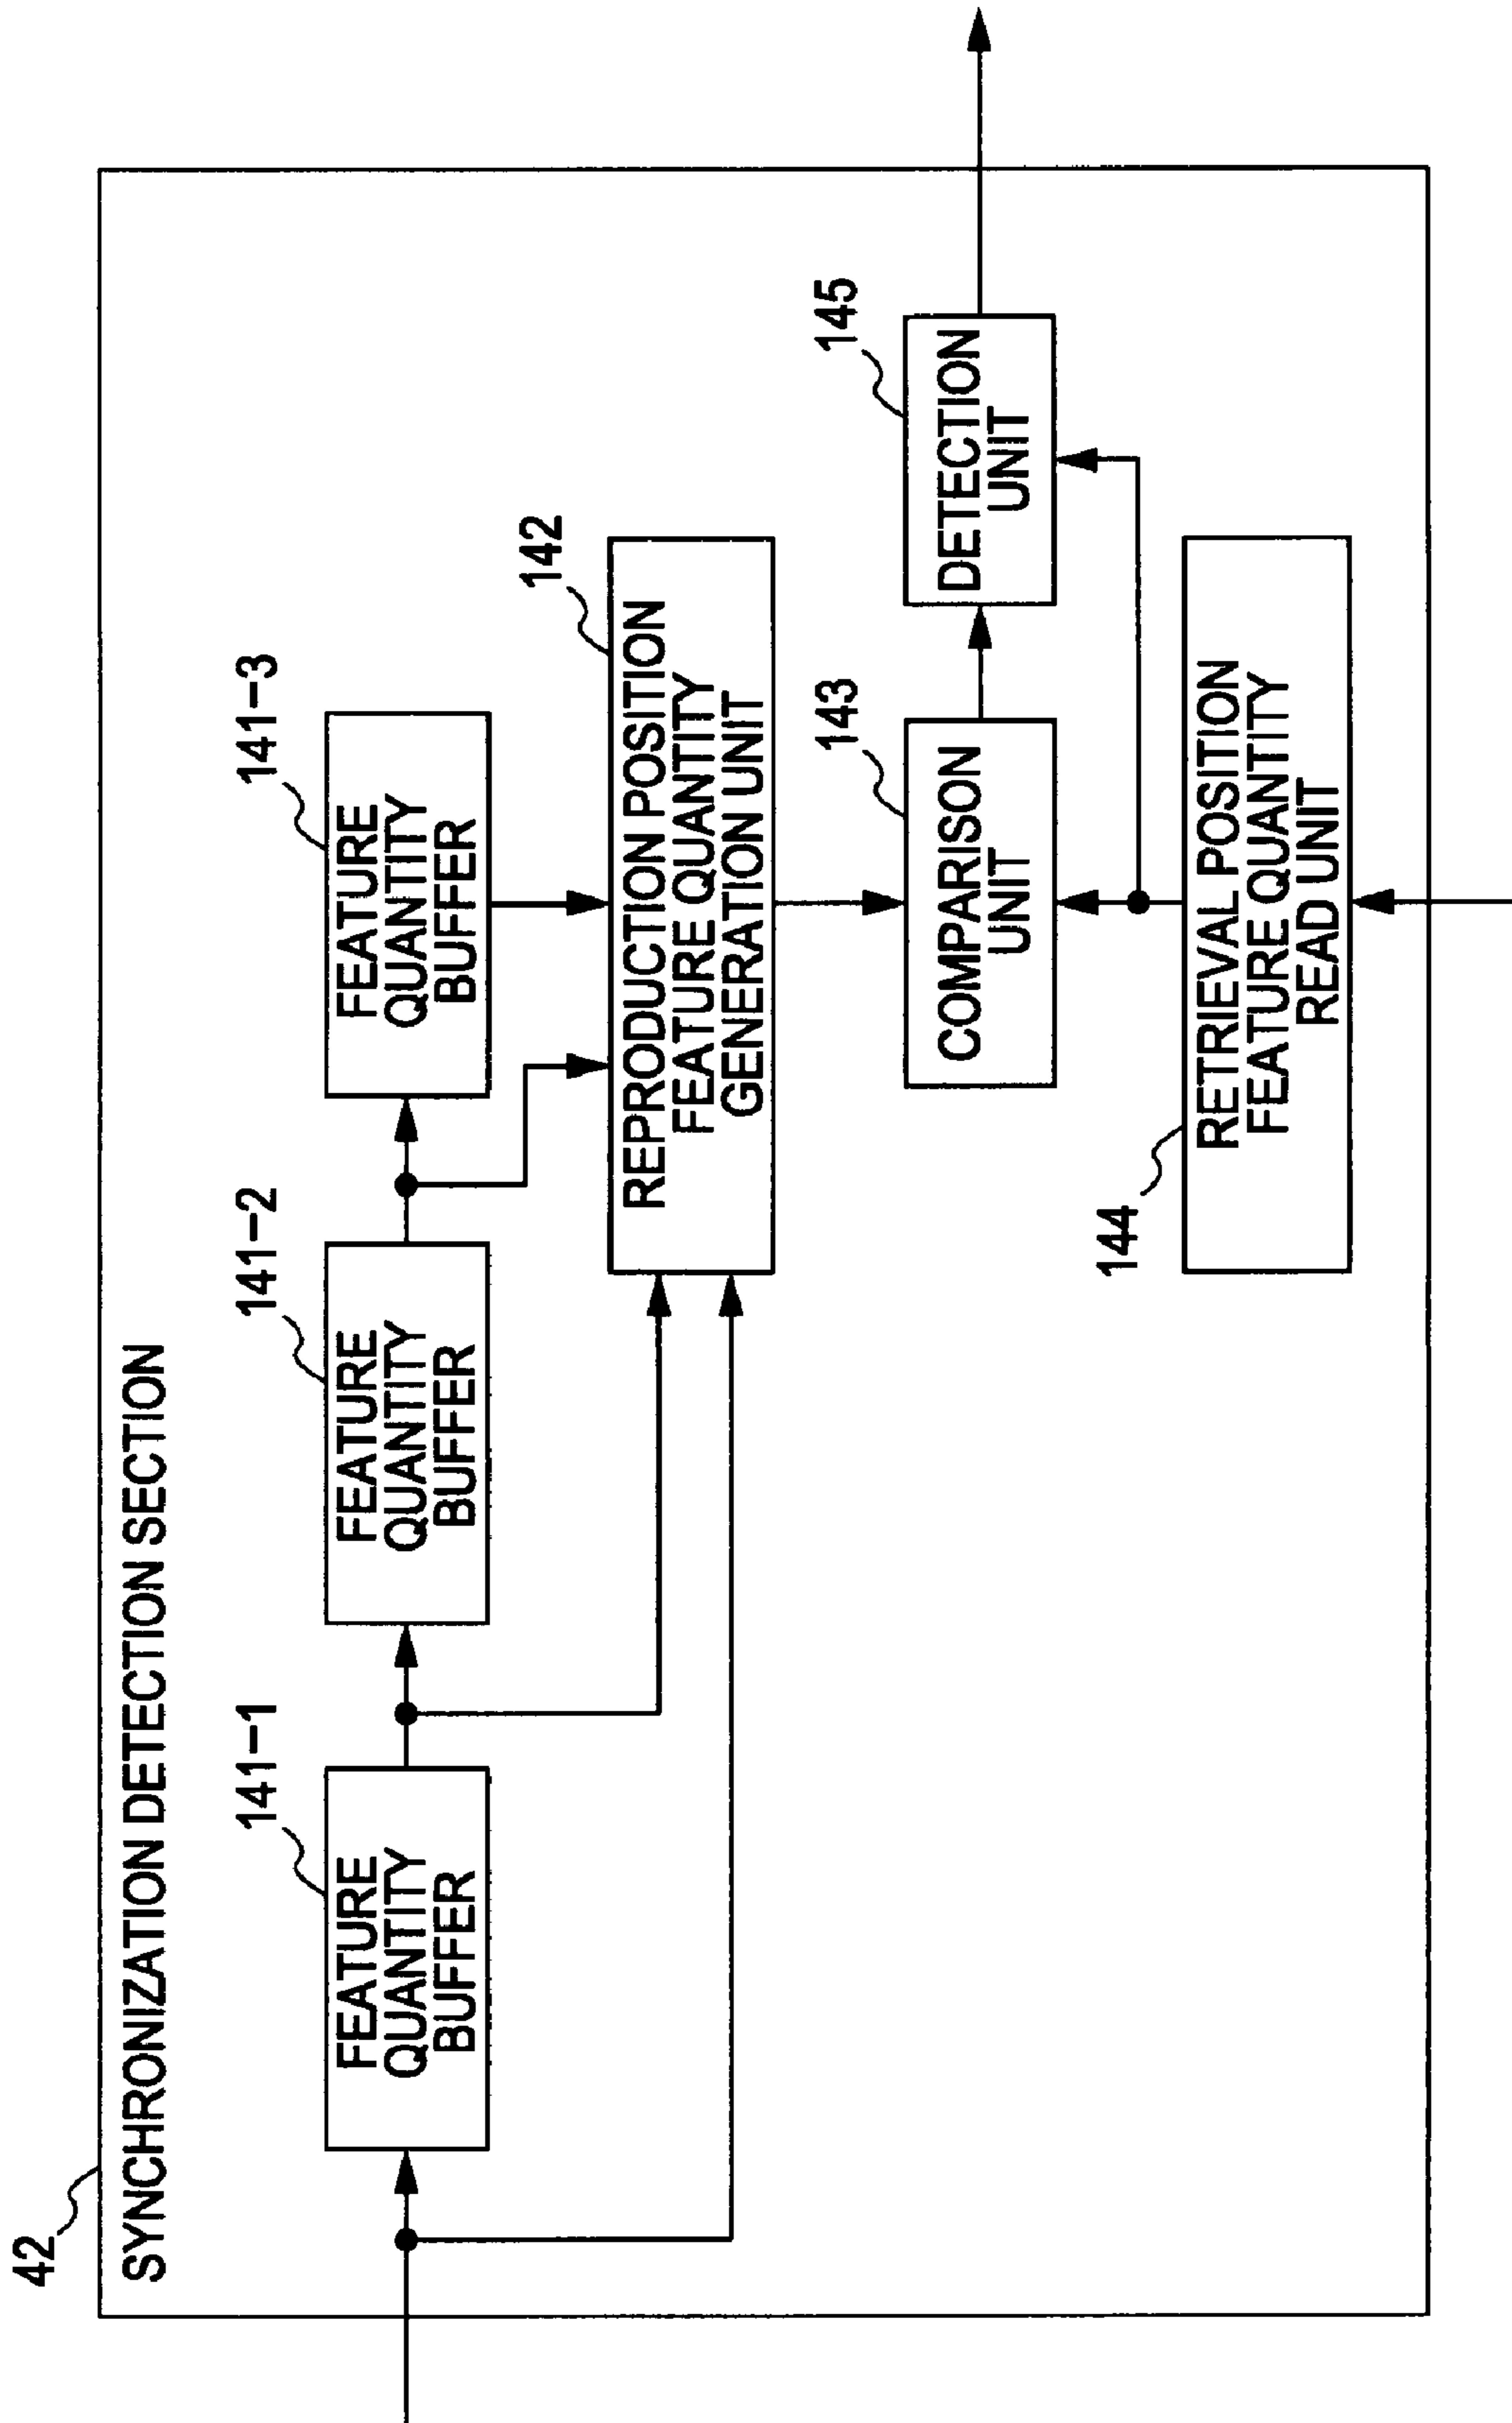 42
SYNCHRONIZATION DETECTION SECTION
141-1
FEATURE
QUANTITY
BUFFER
141-2
FEATURE
QUANTITY
BUFFER
141-3
FEATURE
QUANTITY
BUFFER
142
REPRODUCTION POSITION
FEATURE QUANTITY
GENERATION UNIT
143
COMPARISON
UNIT
145
DETECTION
UNIT
144
RETRIEVAL POSITION
FEATURE QUANTITY
READ UNIT